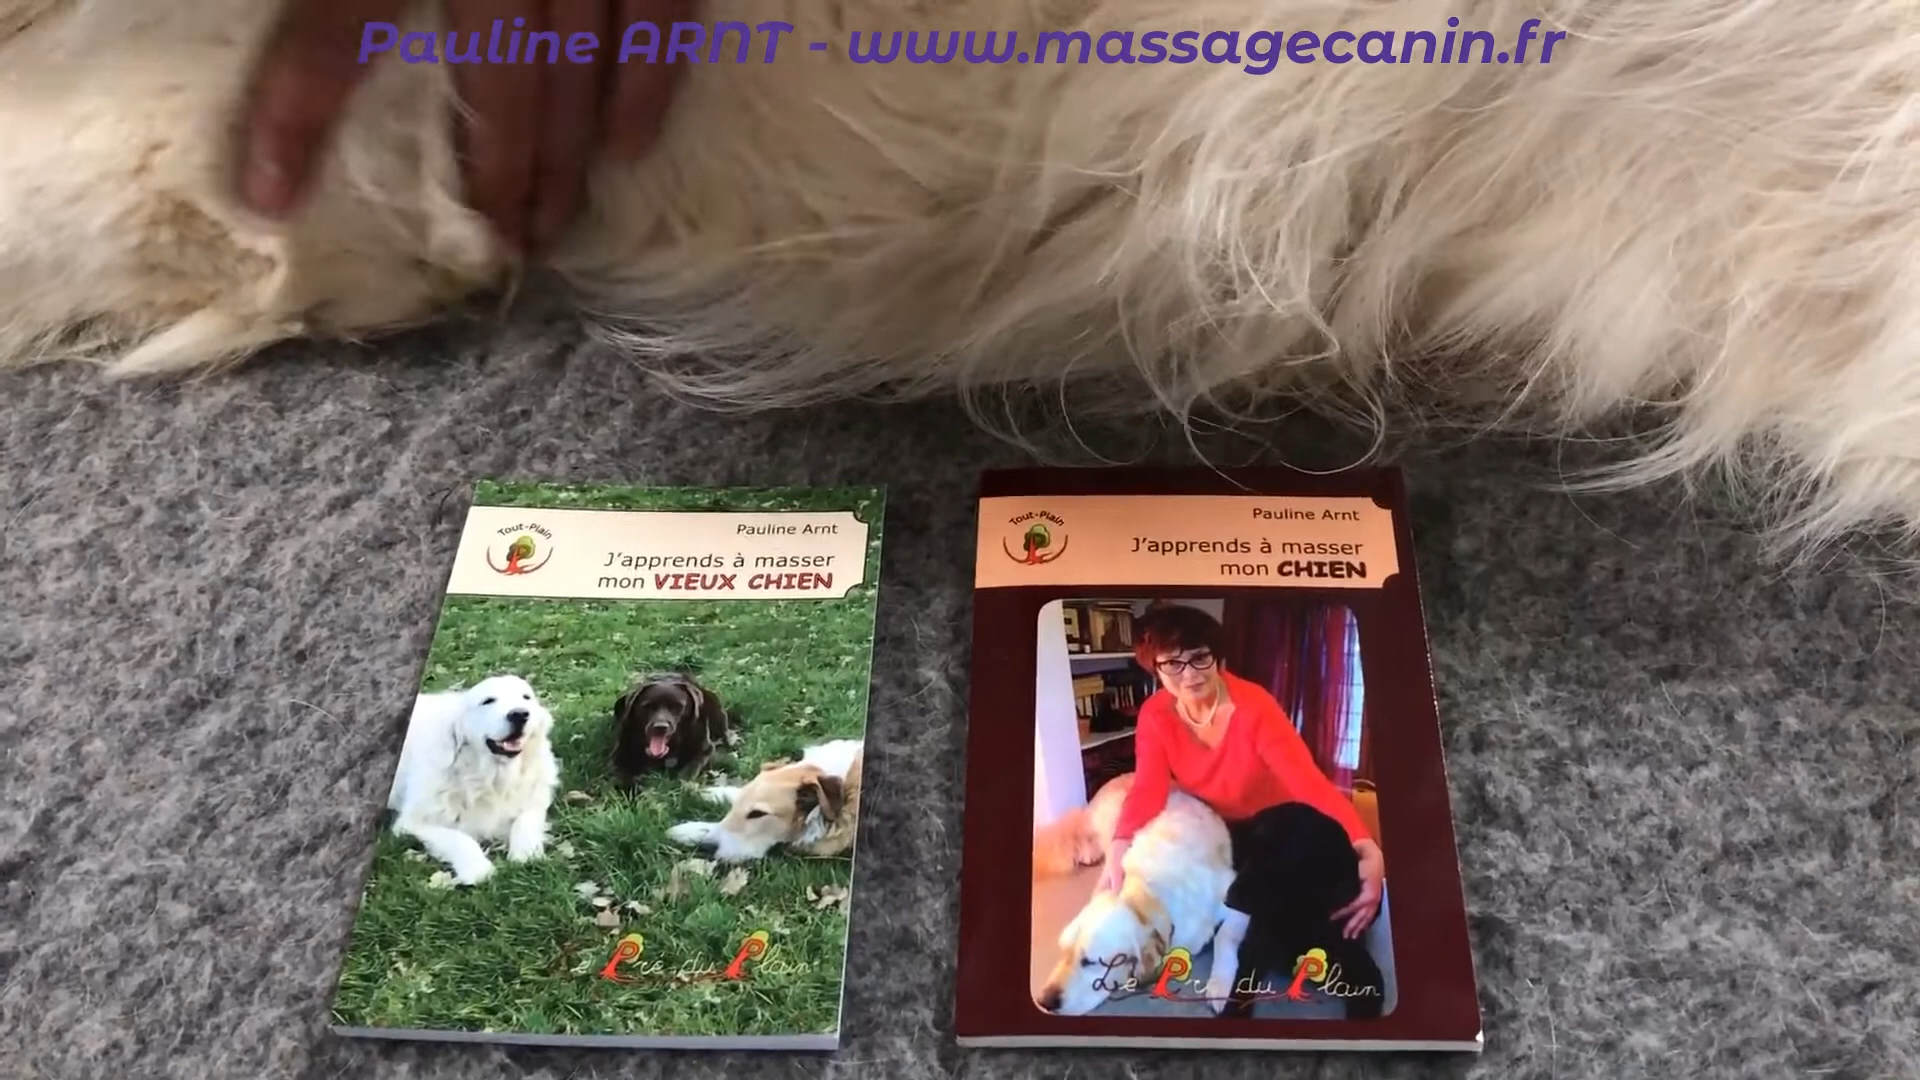 Pauline ARNT - www.massagecanin.fr
Tout-Plain
Pauline Arnt
J'apprends à masser
mon VIEUX CHIEN
Le Pré du Plain
Tout-Plain
Pauline Arnt
J'apprends à masser
mon CHIEN
Le Pré du Plain